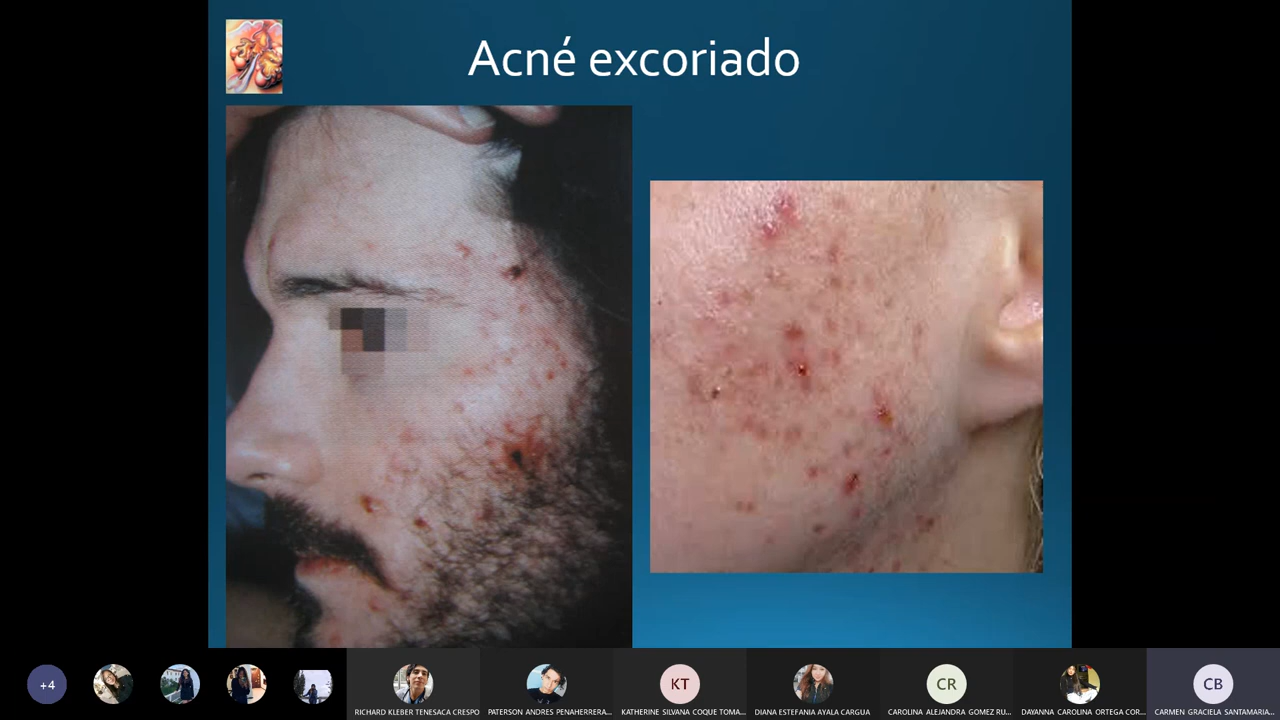 Acné excoriado
+4
RICHARD KLEBER TENESACA CRESPO
PATERSON ANDRES PENAHERRERA...
KT
KATHERINE SILVANA COQUE TOMA...
DIANA ESTEFANIA AYALA CARGUA
CR
CAROLINA ALEJANDRA GOMEZ RU...
DAYANNA CAROLINA ORTEGA COR...
CB
CARMEN GRACIELA SANTAMARIA...